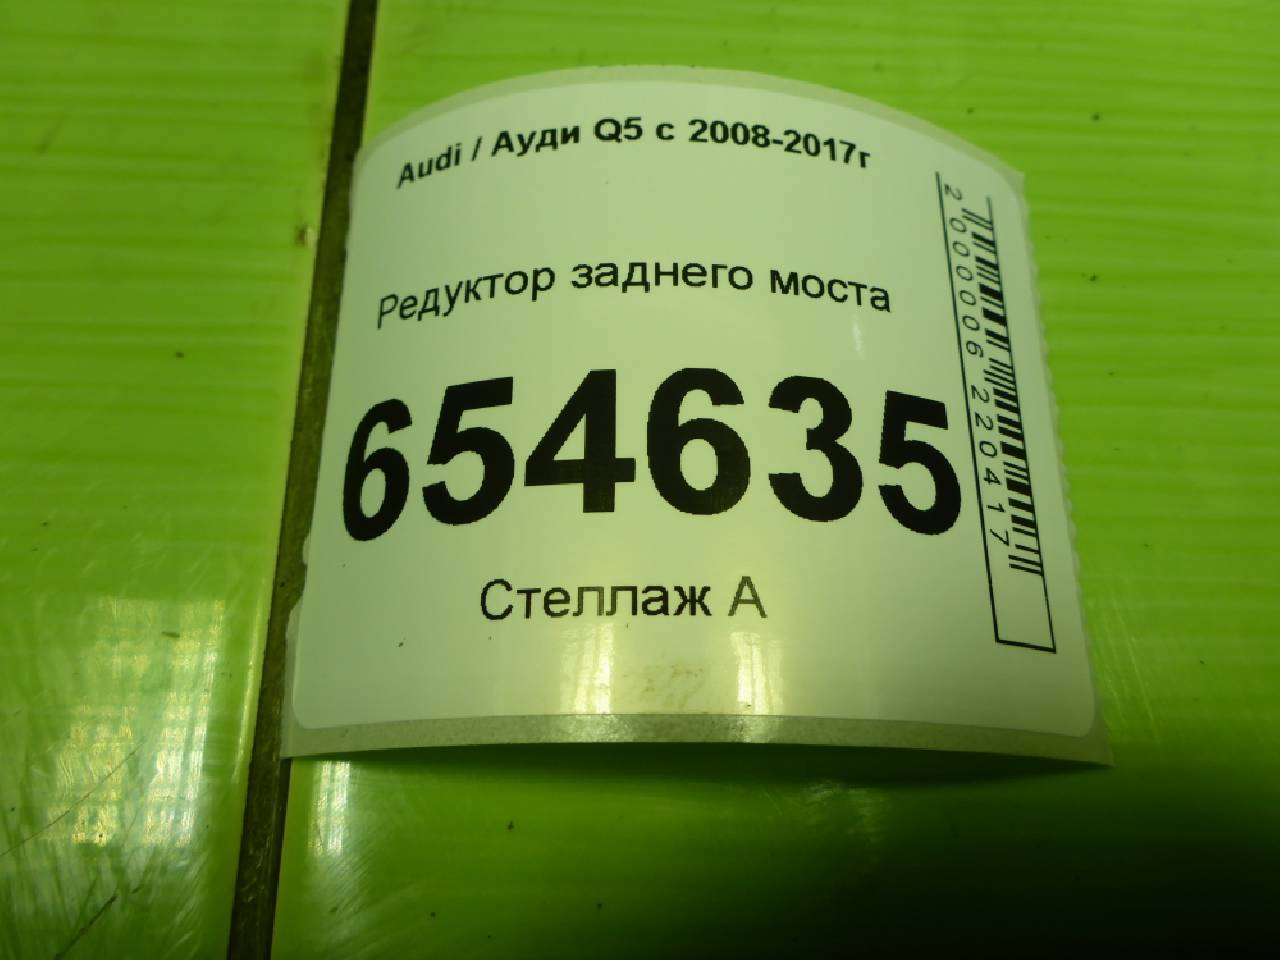 Audi / Ауди Q5 с 2008-2017г
Редуктор заднего моста
654635
Стеллаж А
2000006220417